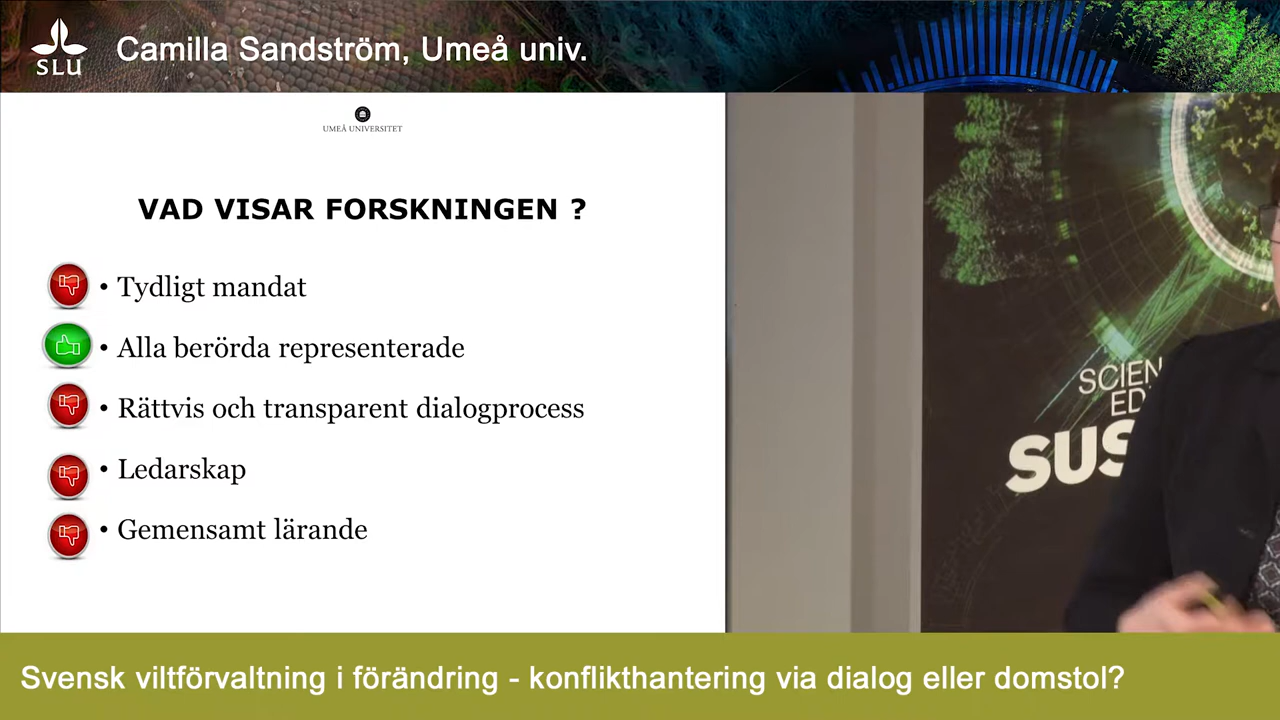 SLU
Camilla Sandström, Umeå univ.
UMEÅ UNIVERSITET
VAD VISAR FORSKNINGEN ?
• Tydligt mandat
• Alla berörda representerade
• Rättvis och transparent dialogprocess
• Ledarskap
• Gemensamt lärande
SCIEN
ED
SUS
Svensk viltförvaltning i förändring - konflikthantering via dialog eller domstol?